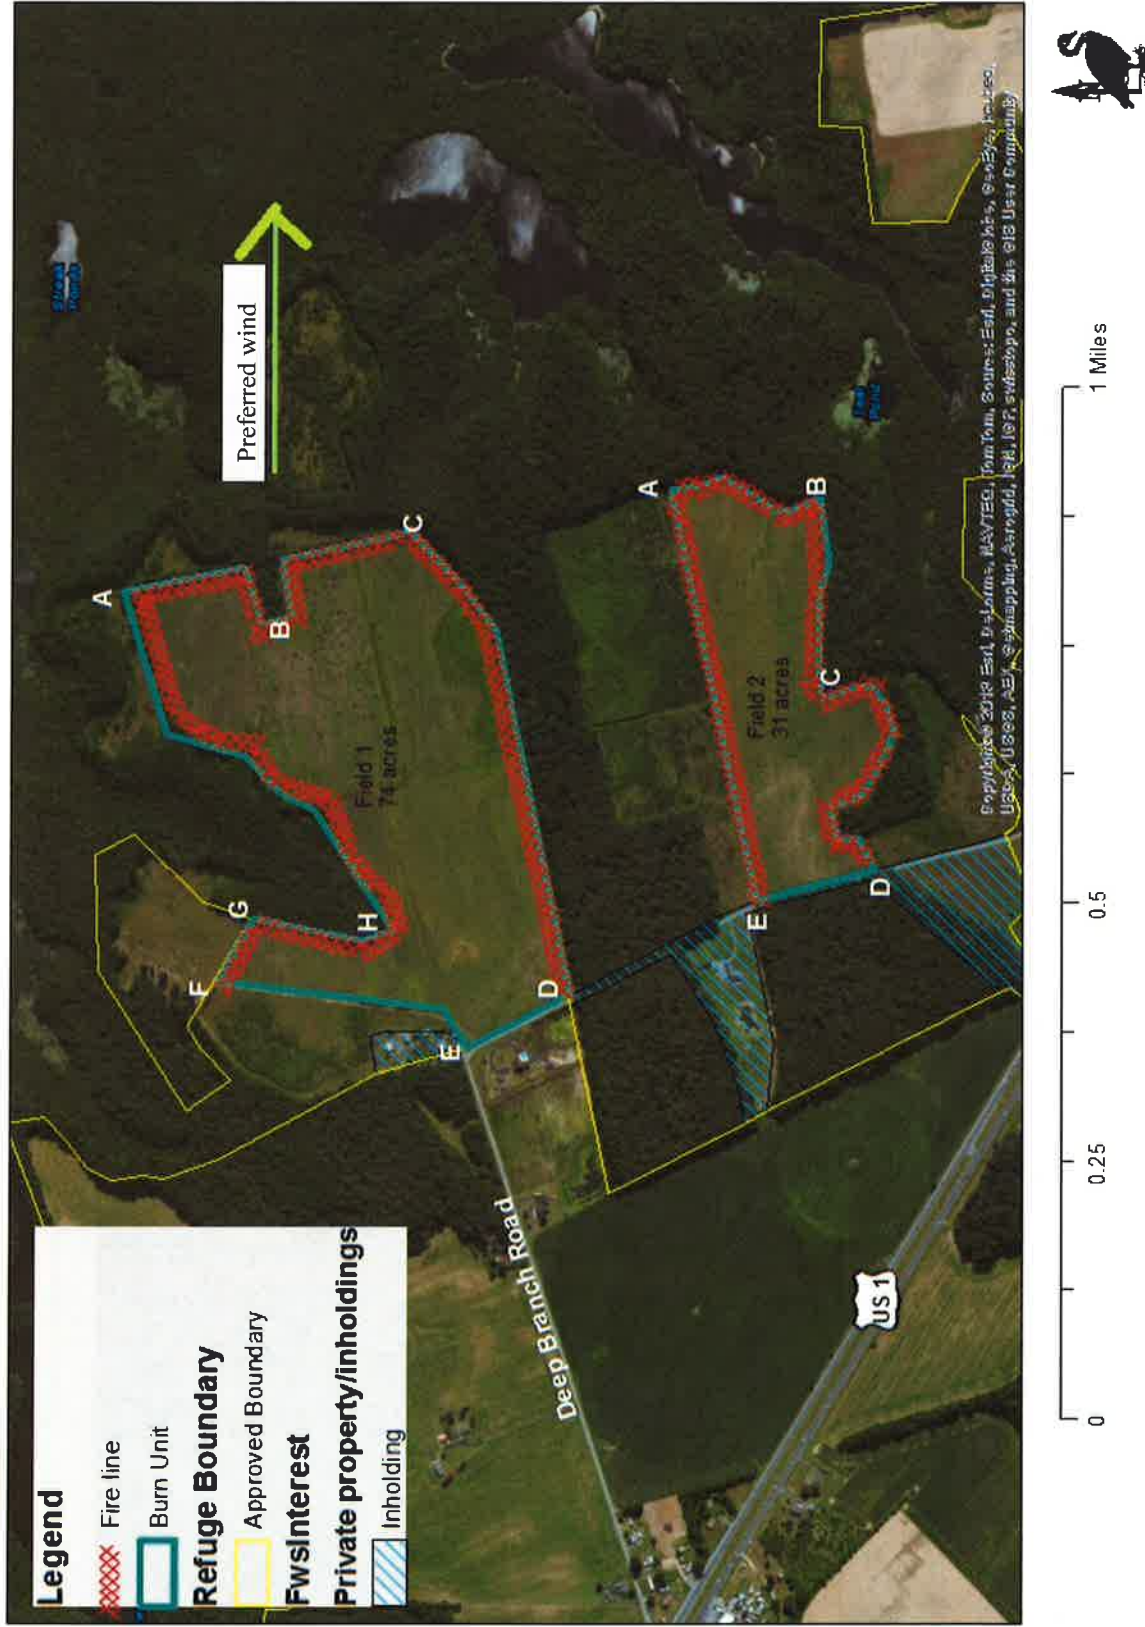 Legend
Fire line
Burn Unit
Refuge Boundary
Approved Boundary
FwsInterest
Private property/inholdings
Inholding
Preferred wind
A
B
C
D
E
F
G
H
Field 1
74 acres
A
B
C
D
E
Field 2
31 acres
Deep Branch Road
US 1
0
0.25
0.5
1 Miles
N